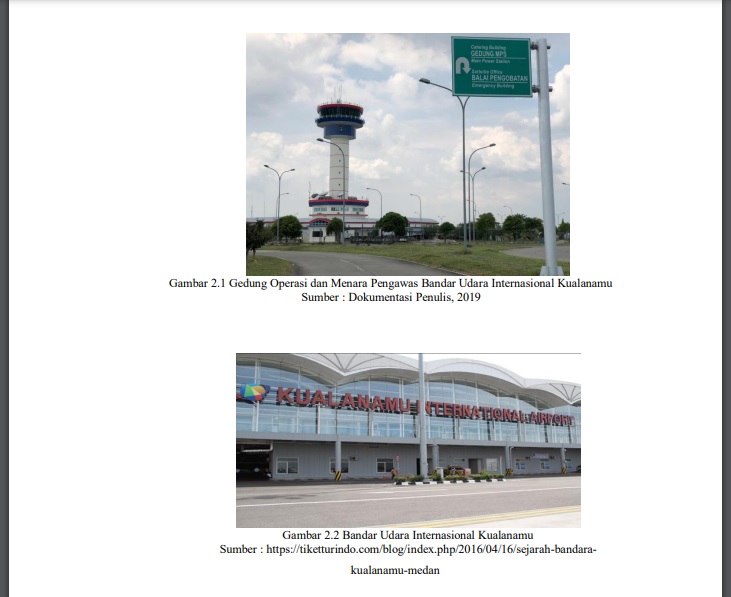 Catering Building
GEDUNG MPS
Main Power Station
Satellite Office
BALAI PENGOBATAN
Emergency Building
Gambar 2.1 Gedung Operasi dan Menara Pengawas Bandar Udara Internasional Kualanamu
Sumber : Dokumentasi Penulis, 2019
KUALANAMU INTERNATIONAL AIRPORT
Gambar 2.2 Bandar Udara Internasional Kualanamu
Sumber : https://tiketturindo.com/blog/index.php/2016/04/16/sejarah-bandara-
kualanamu-medan